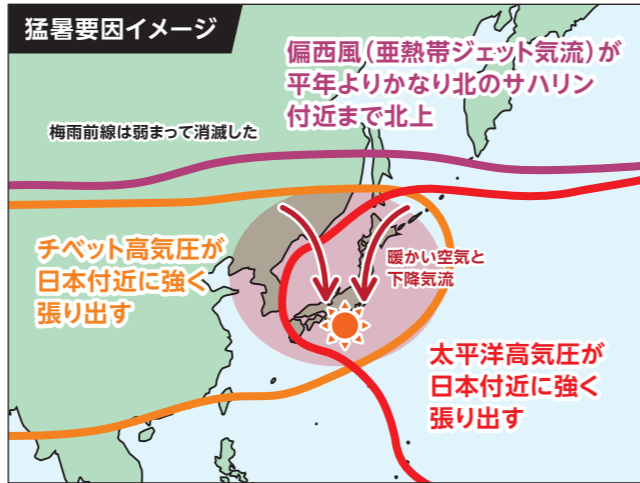 猛暑要因イメージ
偏西風（亜熱帯ジェット気流）が
平年よりかなり北のサハリン
付近まで北上
梅雨前線は弱まって消滅した
チベット高気圧が
日本付近に強く
張り出す
暖かい空気と
下降気流
太平洋高気圧が
日本付近に強く
張り出す